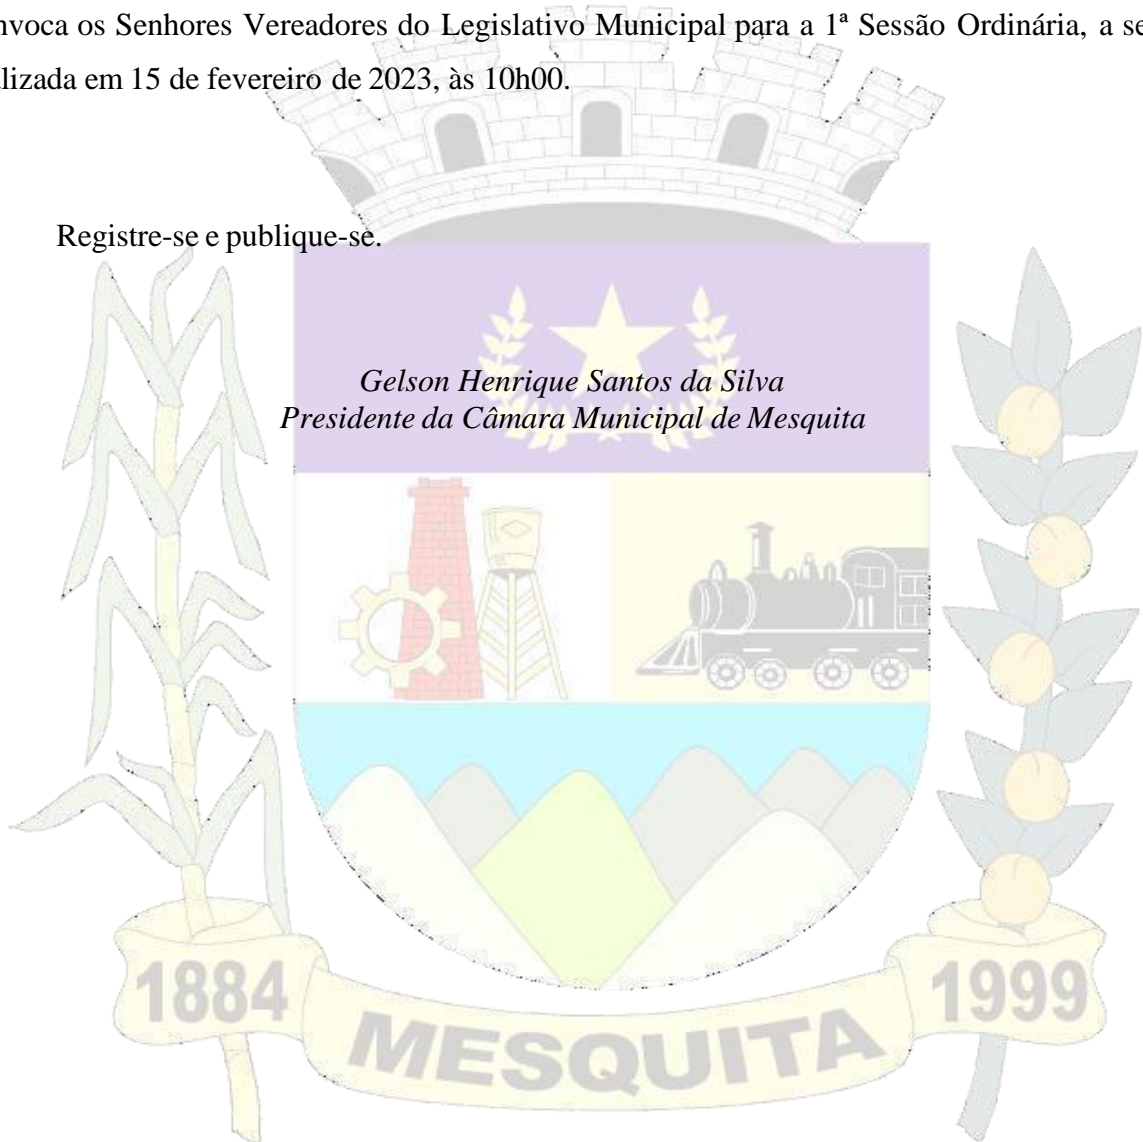 nvoca os Senhores Vereadores do Legislativo Municipal para a 1ª Sessão Ordinária, a se
lizada em 15 de fevereiro de 2023, às 10h00.
Registre-se e publique-se.
Gelson Henrique Santos da Silva
Presidente da Câmara Municipal de Mesquita
1884
MESQUITA
1999